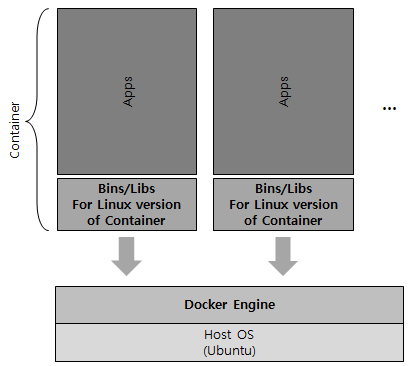 Container
Apps
Apps
...
Bins/Libs
For Linux version
of Container
Bins/Libs
For Linux version
of Container
Docker Engine
Host OS
(Ubuntu)